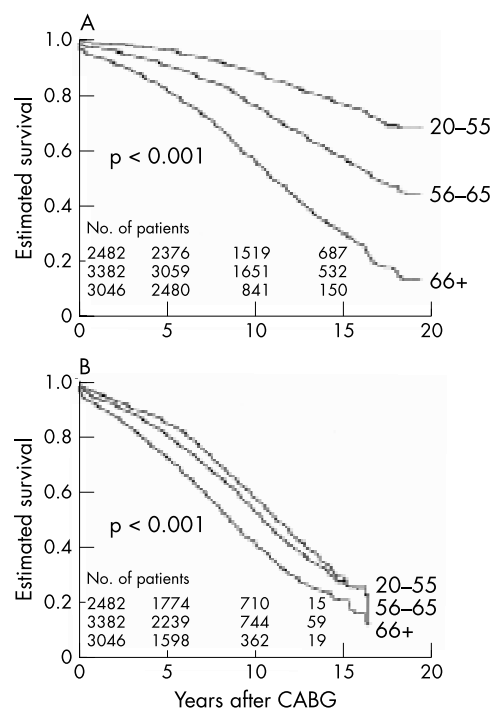 A
1.0
0.8
0.6
0.4
0.2
0
Estimated survival
p < 0.001
20–55
56–65
66+
No. of patients
2482 2376 1519 687
3382 3059 1651 532
3046 2480 841 150
0 5 10 15 20
B
1.0
0.8
0.6
0.4
0.2
0
Estimated survival
p < 0.001
20–55
56–65
66+
No. of patients
2482 1774 710 15
3382 2239 744 59
3046 1598 362 19
0 5 10 15 20
Years after CABG